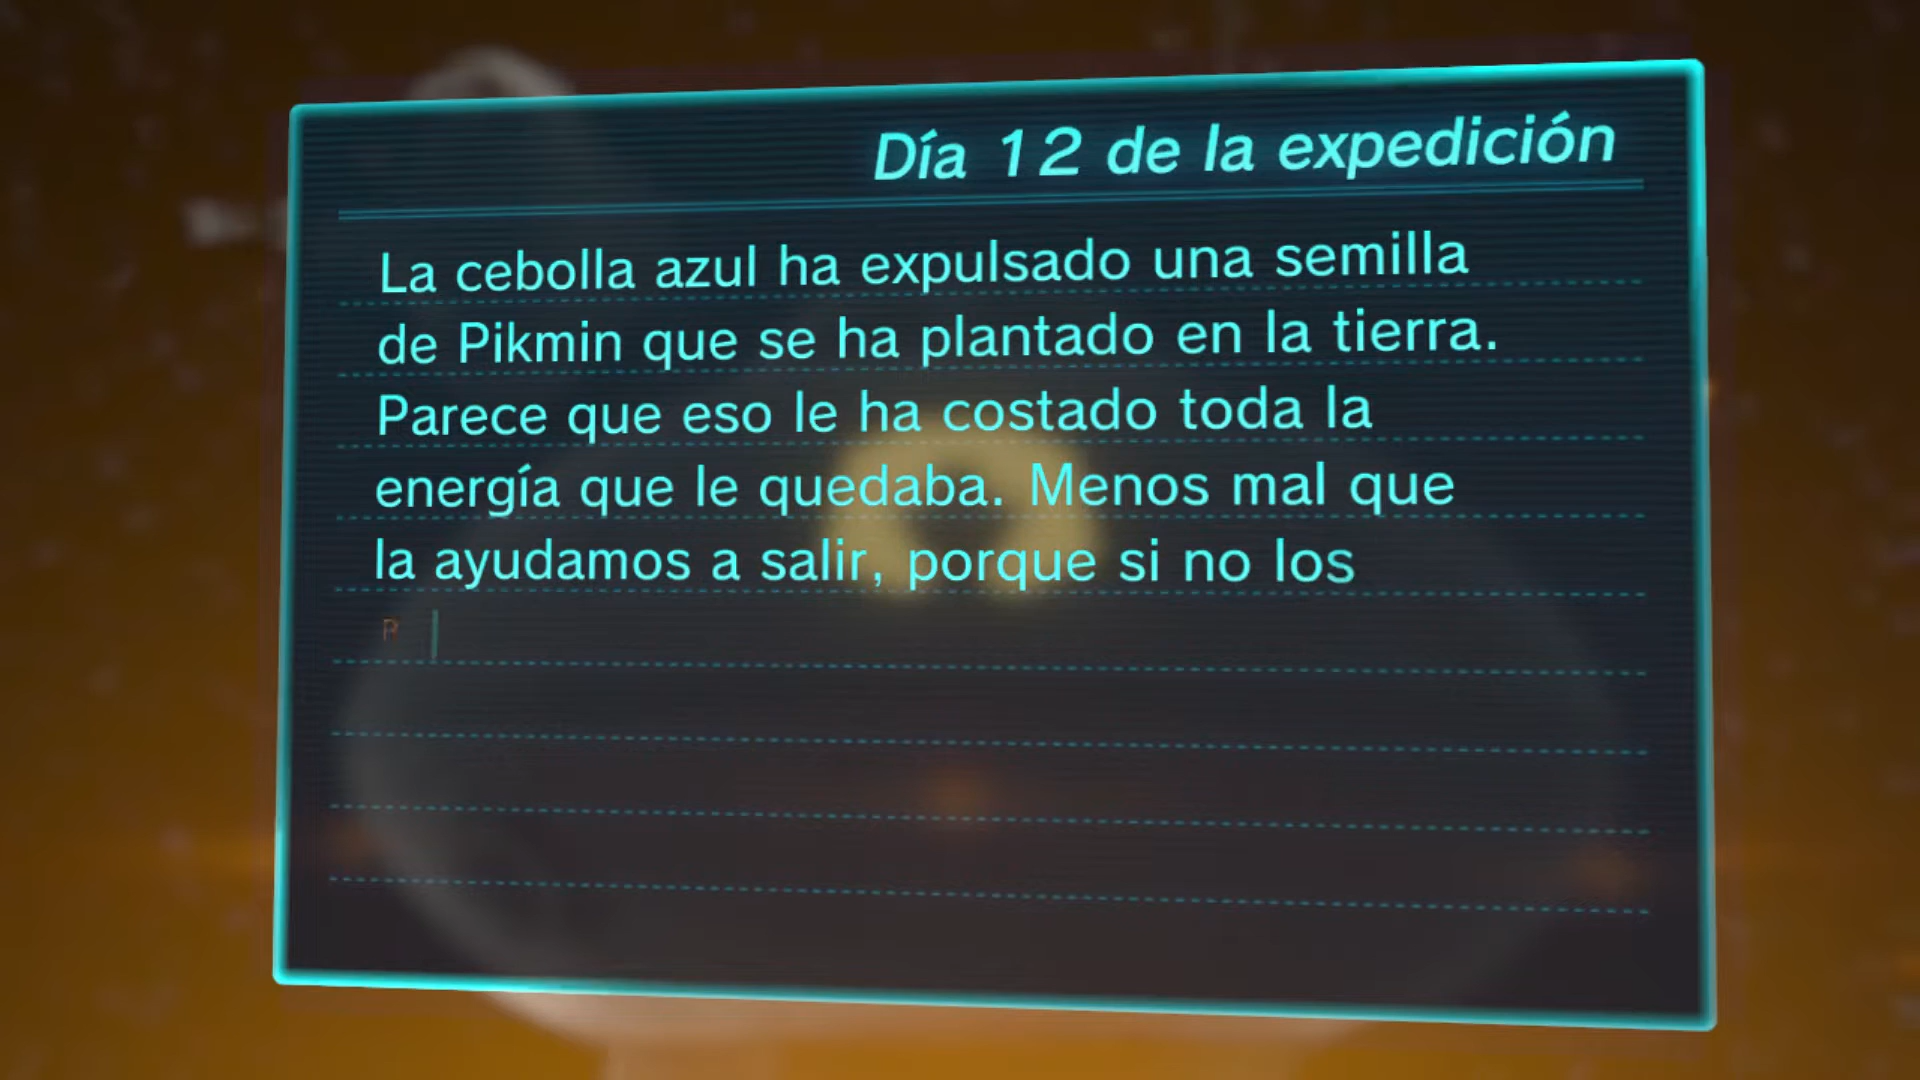 Día 12 de la expedición
La cebolla azul ha expulsado una semilla
de Pikmin que se ha plantado en la tierra.
Parece que eso le ha costado toda la
energía que le quedaba. Menos mal que
la ayudamos a salir, porque si no los
P